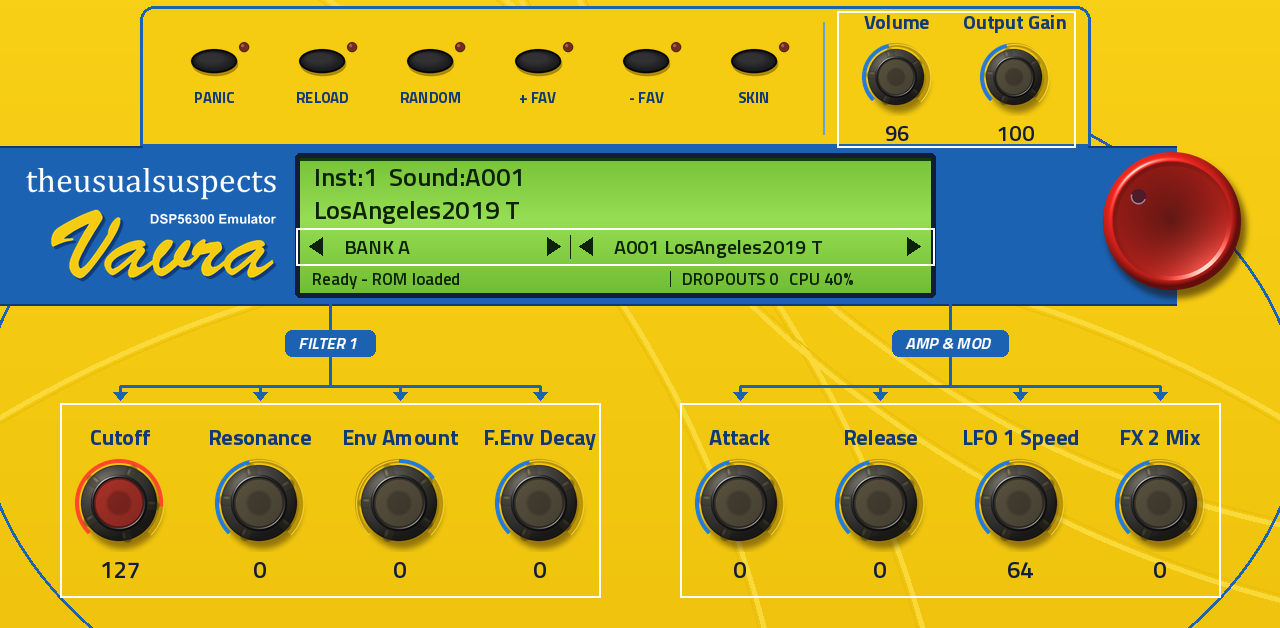 Volume Output Gain
PANIC RELOAD RANDOM + FAV - FAV SKIN
96 100
theusualsuspects
DSP56300 Emulator
Vavra
Inst:1 Sound:A001
LosAngeles2019 T
BANK A A001 LosAngeles2019 T
Ready - ROM loaded DROPOUTS 0 CPU 40%
FILTER 1 AMP & MOD
Cutoff Resonance Env Amount F.Env Decay Attack Release LFO 1 Speed FX 2 Mix
127 0 0 0 0 0 64 0